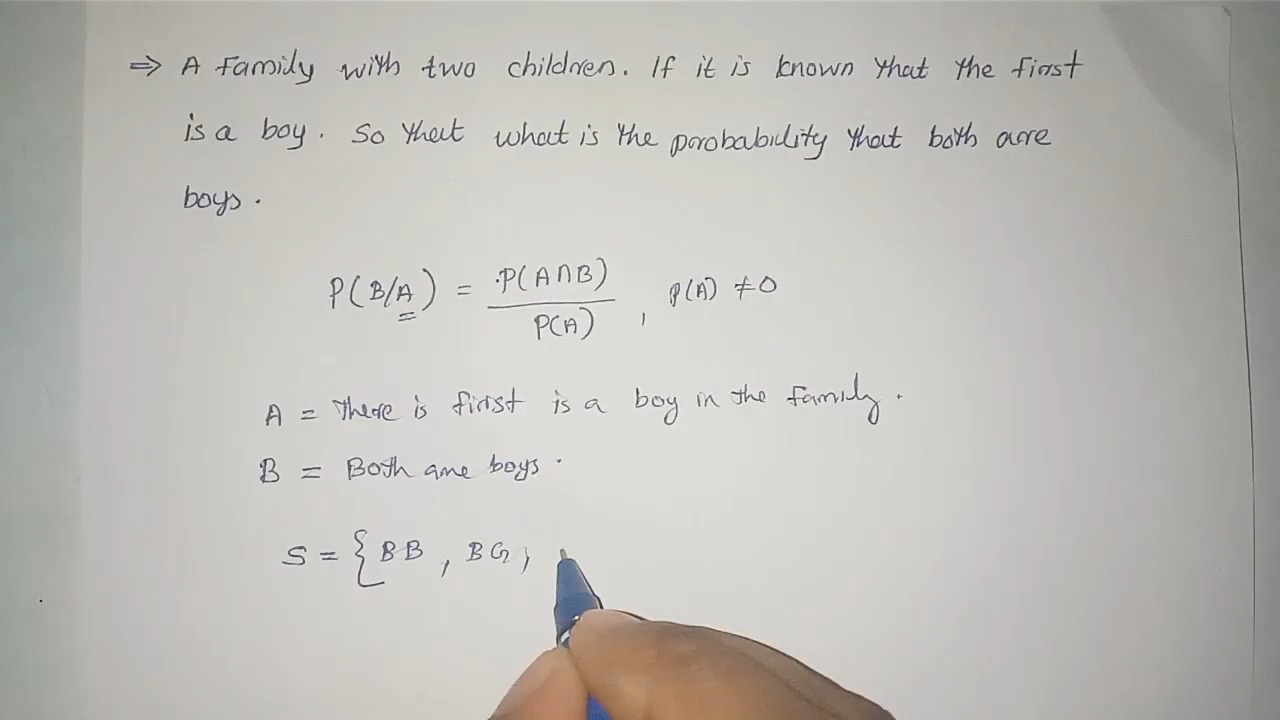 ⇒ A family with two children. If it is known that the first
is a boy. So that what is the probability that both are
boys.
P(B/A) = P(A∩B) / P(A) , P(A) ≠ 0
A = There is first is a boy in the family.
B = Both are boys.
S = { BB , BG ,